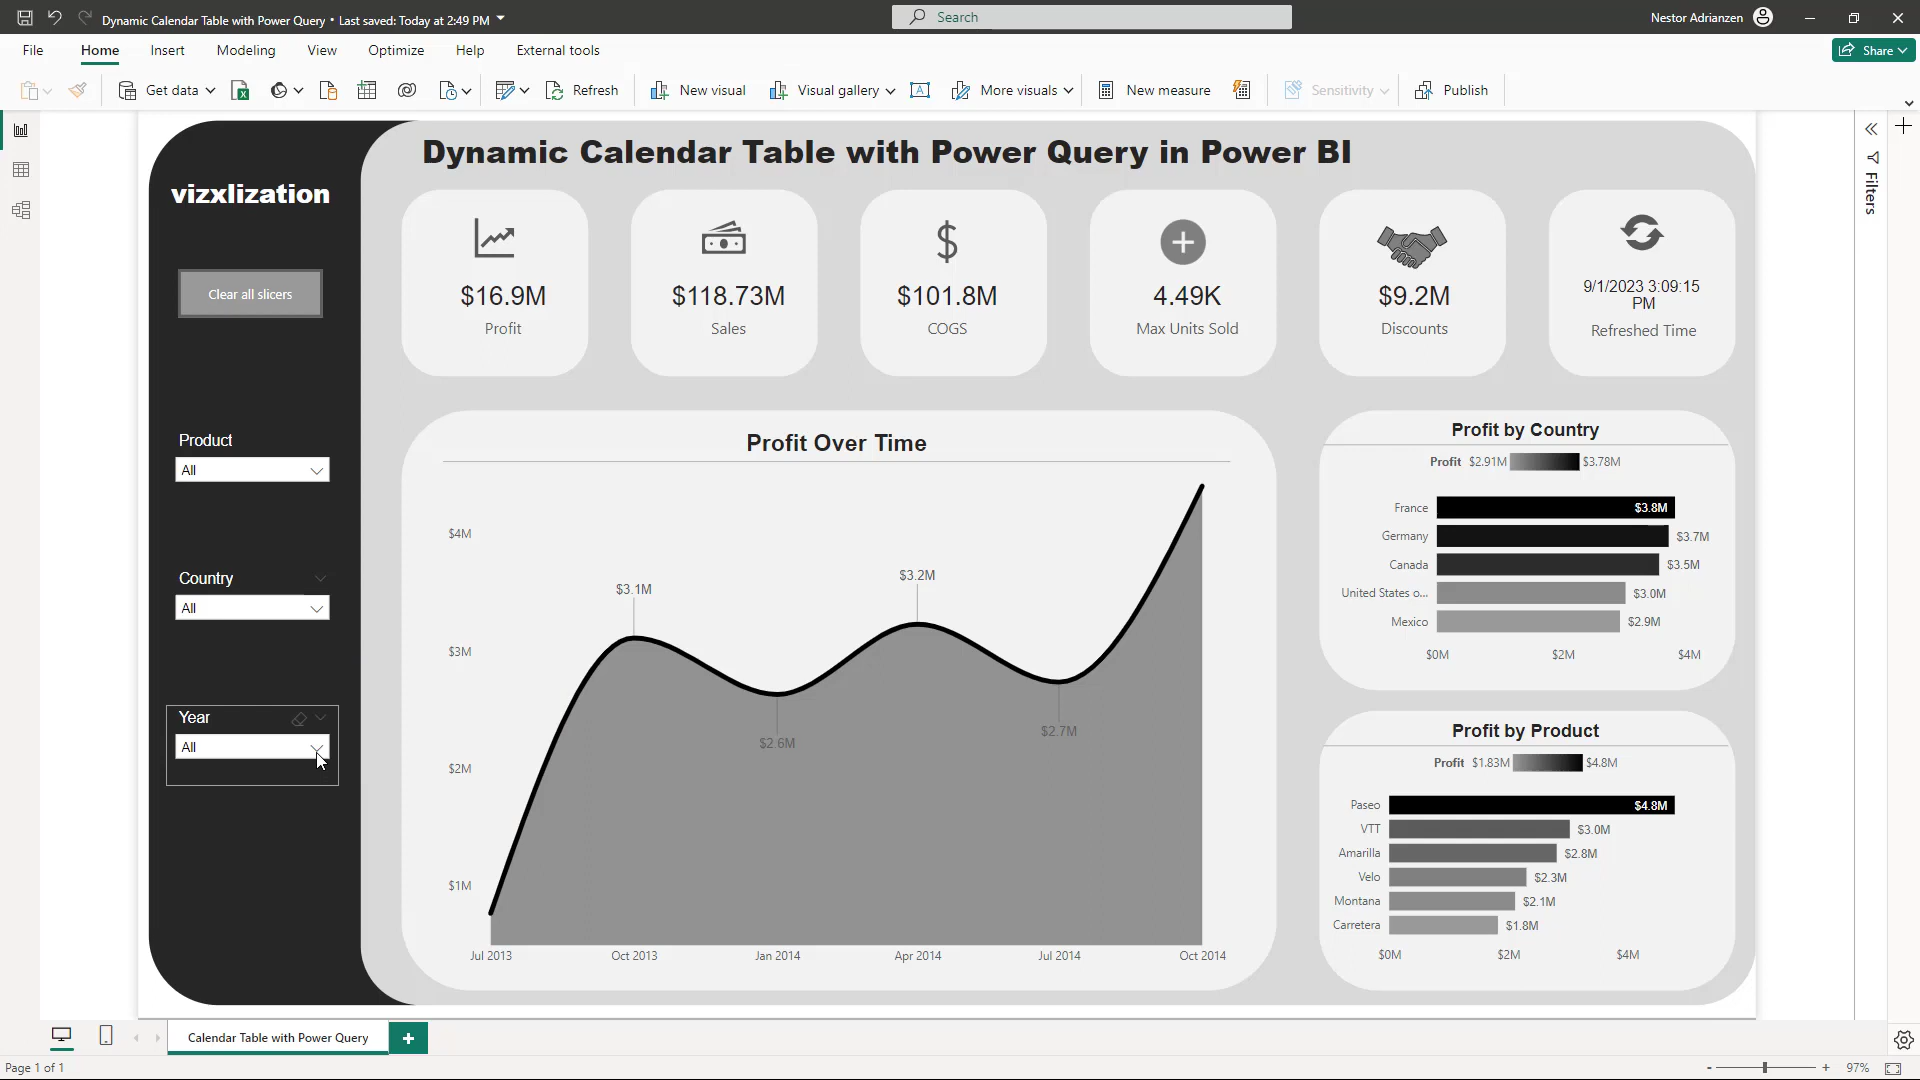 Dynamic Calendar Table with Power Query • Last saved: Today at 2:49 PM
Search
Nestor Adrianzen
File
Home
Insert
Modeling
View
Optimize
Help
External tools
Share
Get data
Refresh
New visual
Visual gallery
More visuals
New measure
Sensitivity
Publish
Filters
vizxlization
Clear all slicers
Product
All
Country
All
Year
All
Dynamic Calendar Table with Power Query in Power BI
$16.9M
Profit
$118.73M
Sales
$101.8M
COGS
4.49K
Max Units Sold
$9.2M
Discounts
9/1/2023 3:09:15
PM
Refreshed Time
Profit Over Time
$4M
$3M
$2M
$1M
$3.1M
$2.6M
$3.2M
$2.7M
Jul 2013
Oct 2013
Jan 2014
Apr 2014
Jul 2014
Oct 2014
Profit by Country
Profit $2.91M $3.78M
France $3.8M
Germany $3.7M
Canada $3.5M
United States o... $3.0M
Mexico $2.9M
$0M $2M $4M
Profit by Product
Profit $1.83M $4.8M
Paseo $4.8M
VTT $3.0M
Amarilla $2.8M
Velo $2.3M
Montana $2.1M
Carretera $1.8M
$0M $2M $4M
Calendar Table with Power Query
Page 1 of 1
97%